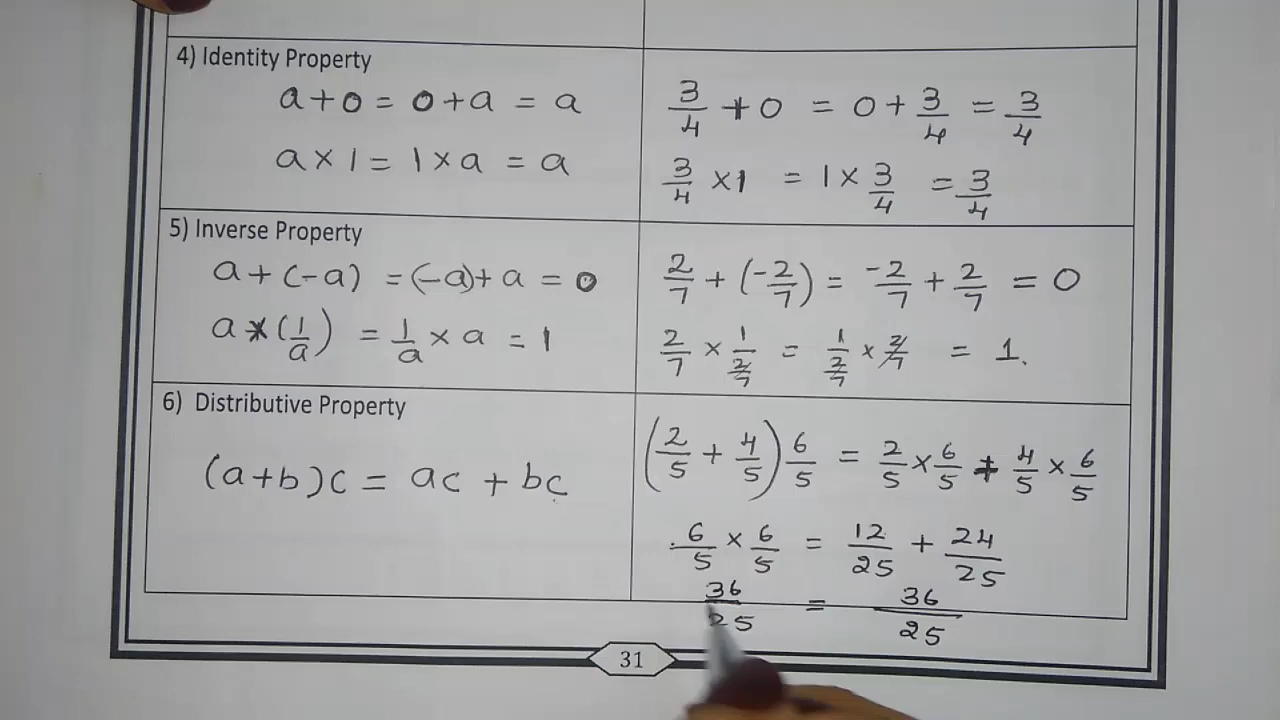 4) Identity Property
a + 0 = 0 + a = a
a × 1 = 1 × a = a
3/4 + 0 = 0 + 3/4 = 3/4
3/4 × 1 = 1 × 3/4 = 3/4
5) Inverse Property
a + (-a) = (-a) + a = 0
a × (1/a) = 1/a × a = 1
2/7 + (-2/7) = -2/7 + 2/7 = 0
2/7 × 1/(2/7) = 1/(2/7) × 2/7 = 1.
6) Distributive Property
(a+b)c = ac + bc
(2/5 + 4/5) 6/5 = 2/5 × 6/5 + 4/5 × 6/5
6/5 × 6/5 = 12/25 + 24/25
36/25 = 36/25
31